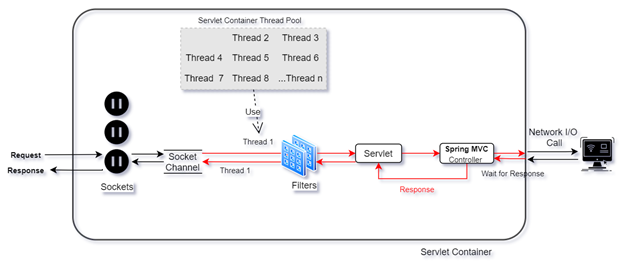 Servlet Container Thread Pool
Thread 2 Thread 3
Thread 4 Thread 5 Thread 6
Thread 7 Thread 8 ...Thread n
Use
Network I/O
Call
Thread 1
Request
Response
Socket
Channel
Thread 1
Servlet
Spring MVC
Controller
Wait for Response
Sockets
Filters
Response
Servlet Container